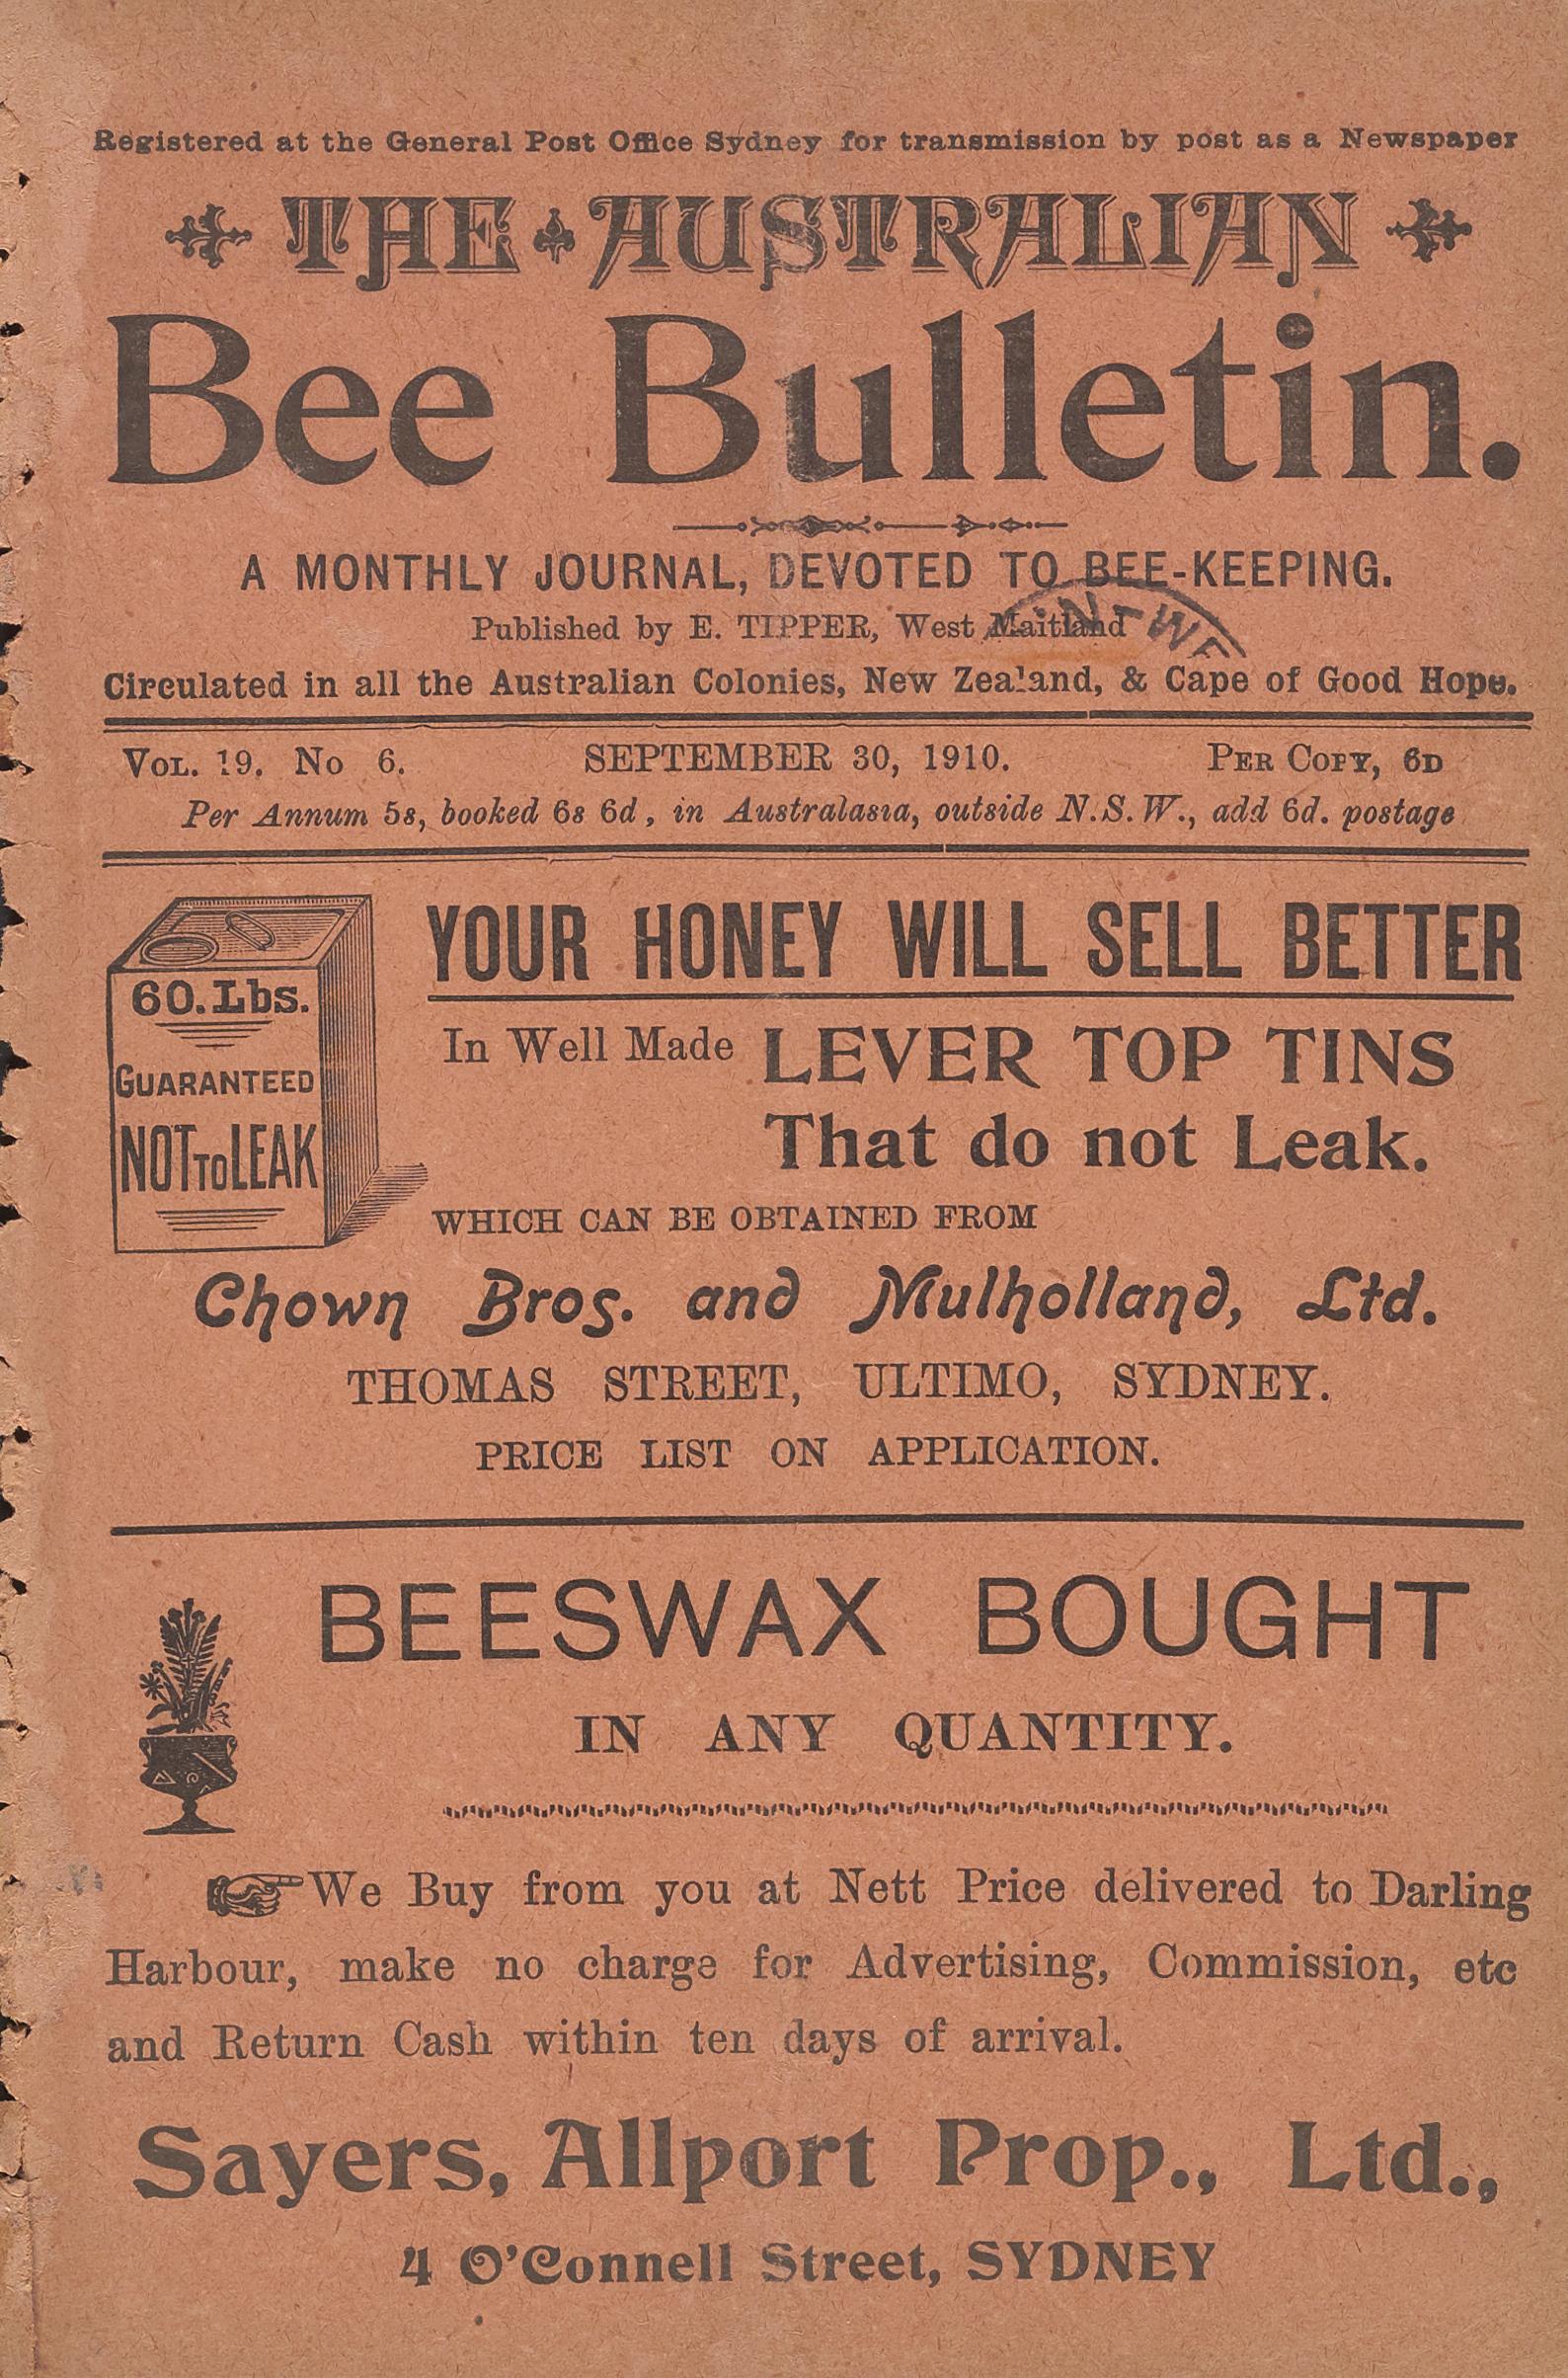 Registered at the General Post Office Sydney for transmission by post as a Newspaper
THE AUSTRALIAN
Bee Bulletin.
A MONTHLY JOURNAL, DEVOTED TO BEE-KEEPING.
Published by E. TIPPER, West Maitland
Circulated in all the Australian Colonies, New Zealand, & Cape of Good Hope.
VOL. 19. No 6. SEPTEMBER 30, 1910. PER COPY, 6D
Per Annum 5s, booked 6s 6d, in Australasia, outside N.S.W., add 6d. postage
60.Lbs.
GUARANTEED
NOT TO LEAK
YOUR HONEY WILL SELL BETTER
In Well Made LEVER TOP TINS
That do not Leak.
WHICH CAN BE OBTAINED FROM
Chown Bros. and Mulholland, Ltd.
THOMAS STREET, ULTIMO, SYDNEY.
PRICE LIST ON APPLICATION.
BEESWAX BOUGHT
IN ANY QUANTITY.
We Buy from you at Nett Price delivered to Darling
Harbour, make no charge for Advertising, Commission, etc
and Return Cash within ten days of arrival.
Sayers, Allport Prop., Ltd.,
4 O'Connell Street, SYDNEY